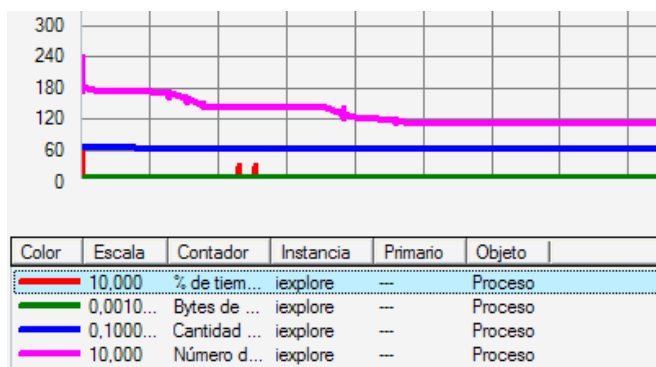 300
240
180
120
60
0
Color Escala Contador Instancia Primario Objeto
10,000 % de tiem... iexplore --- Proceso
0,0010... Bytes de ... iexplore --- Proceso
0,1000... Cantidad ... iexplore --- Proceso
10,000 Número d... iexplore --- Proceso